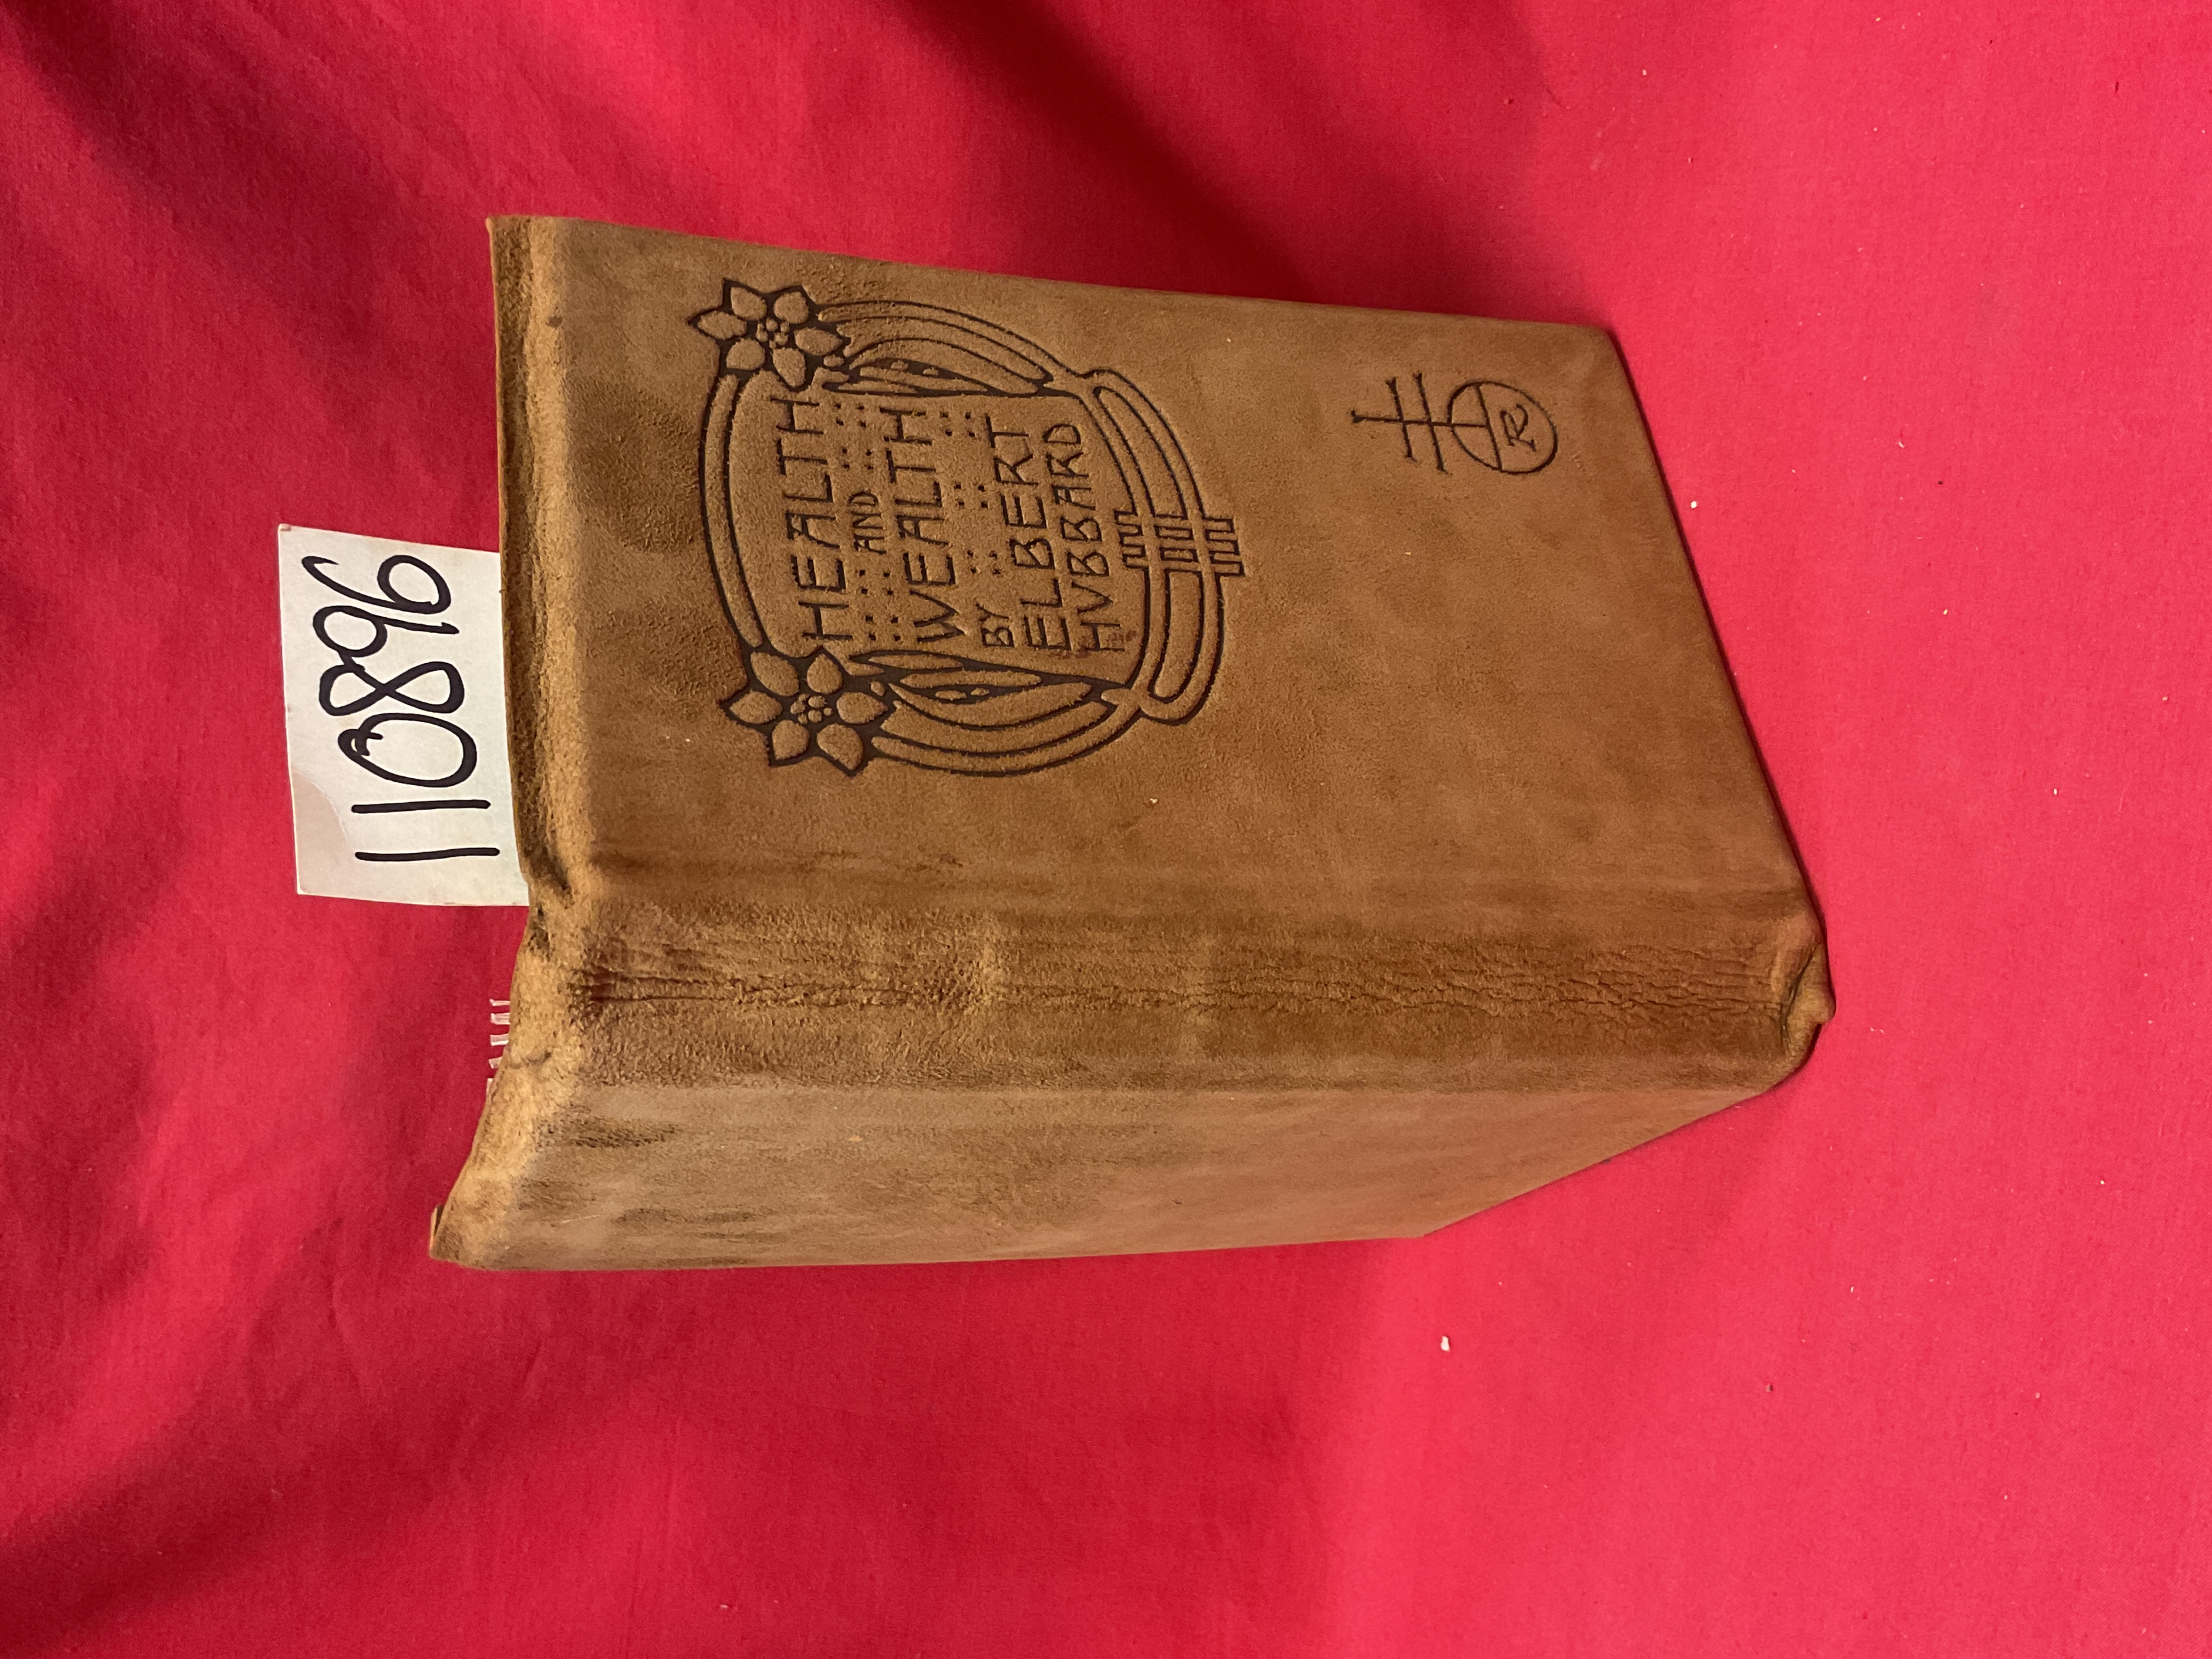 110896
HEALTH
AND
WEALTH
BY
ELBERT
HVBBARD
R